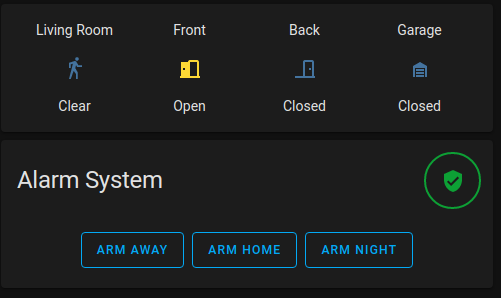 Living Room Front Back Garage
Clear Open Closed Closed
Alarm System
ARM AWAY ARM HOME ARM NIGHT